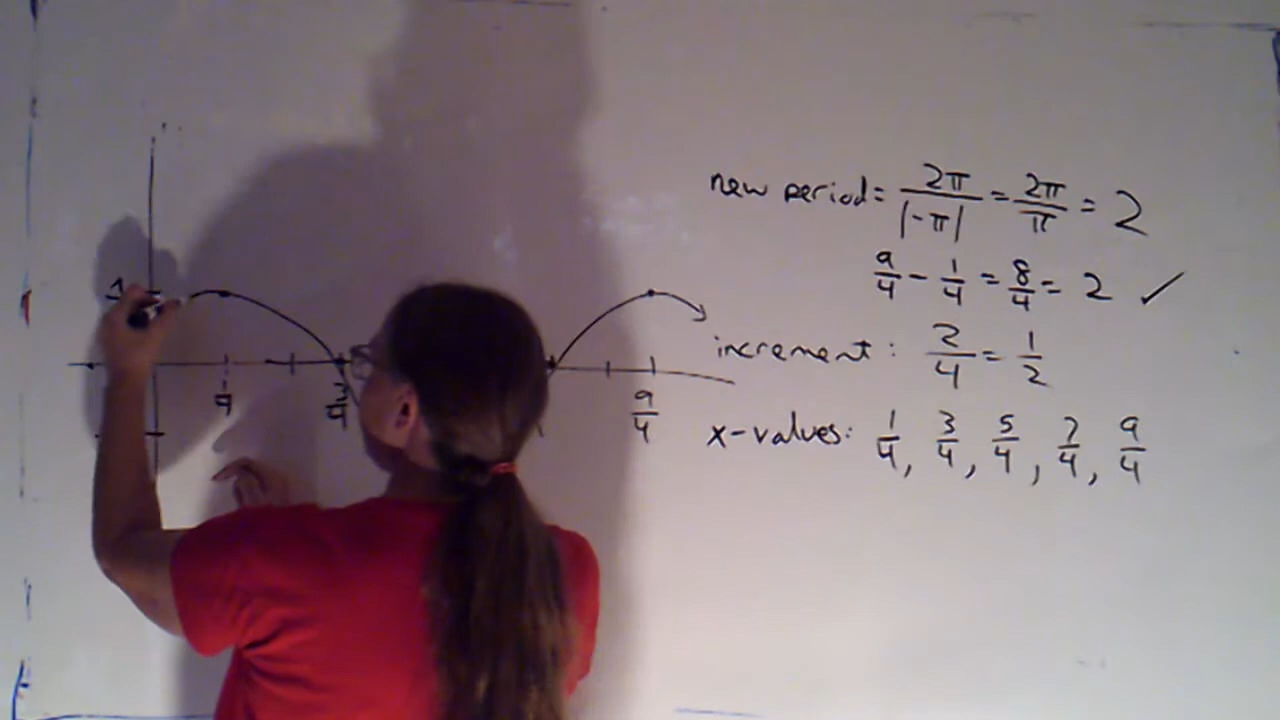 new period = 2π/|-π| = 2π/π = 2
9/4 - 1/4 = 8/4 = 2 ✓
increment: 2/4 = 1/2
x-values: 1/4, 3/4, 5/4, 7/4, 9/4
1
1/4 3/4 9/4